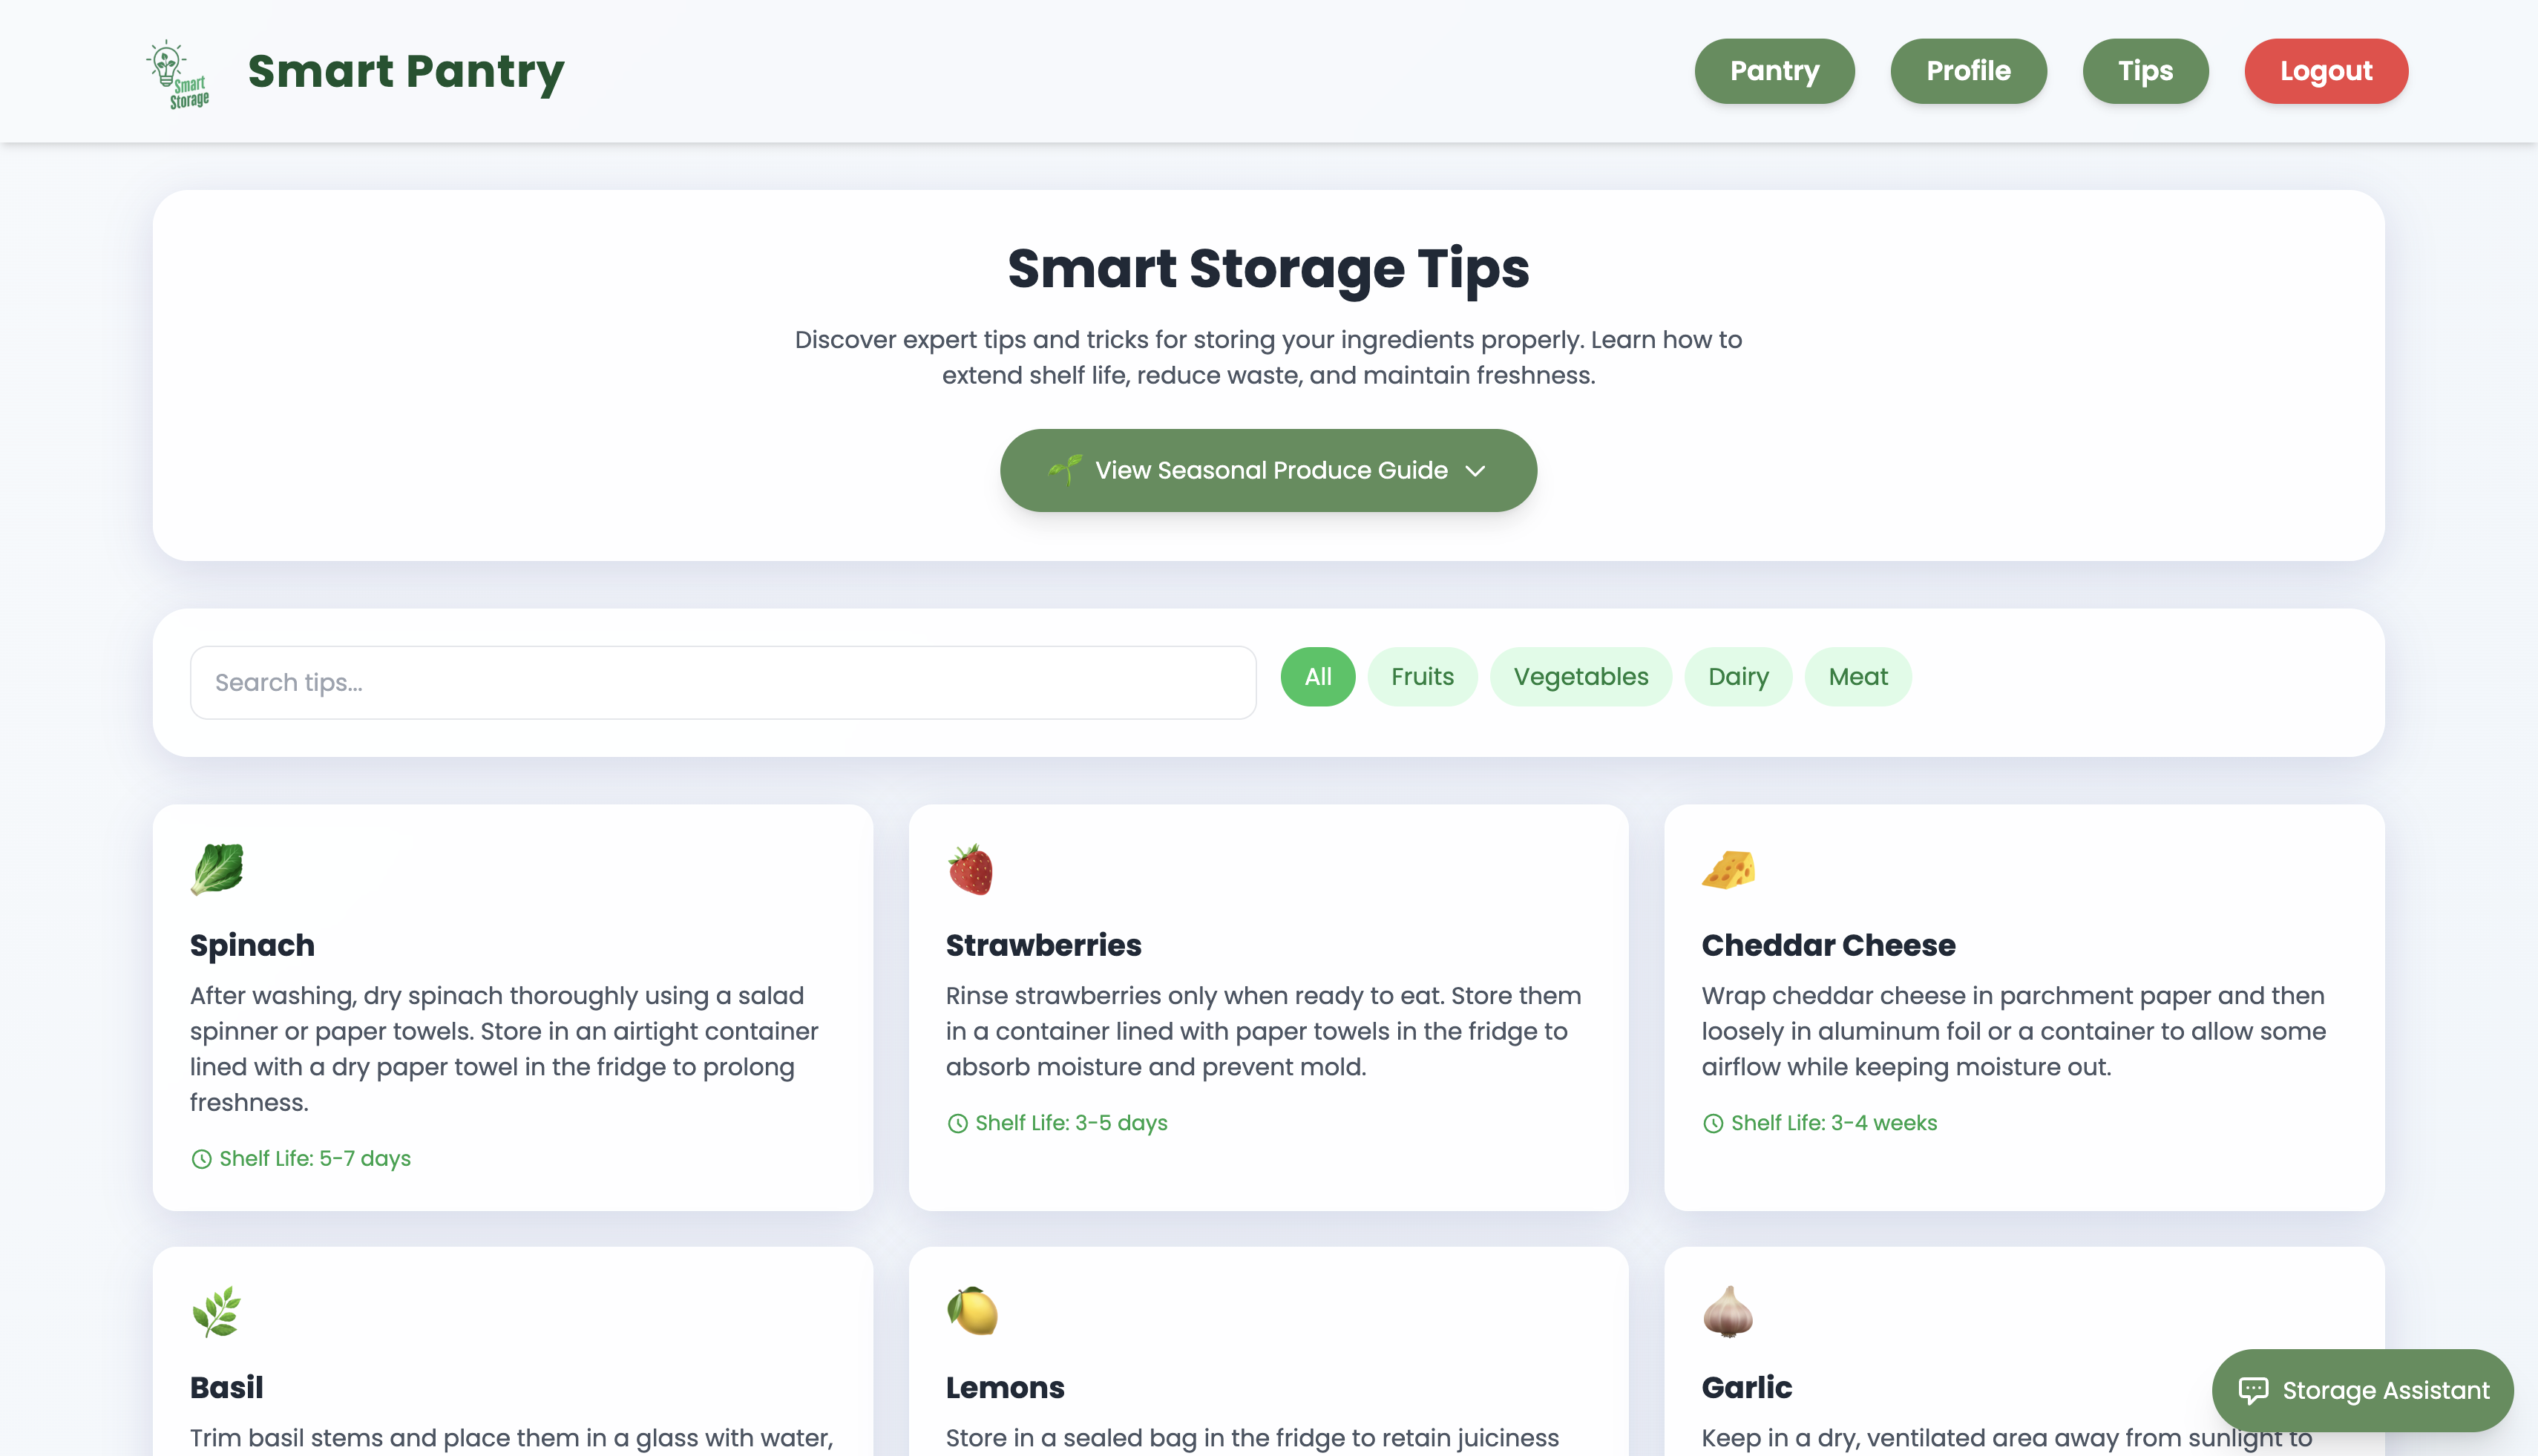 Smart
Storage
Smart Pantry
Pantry
Profile
Tips
Logout
Smart Storage Tips
Discover expert tips and tricks for storing your ingredients properly. Learn how to
extend shelf life, reduce waste, and maintain freshness.
View Seasonal Produce Guide
Search tips...
All
Fruits
Vegetables
Dairy
Meat
Spinach
After washing, dry spinach thoroughly using a salad
spinner or paper towels. Store in an airtight container
lined with a dry paper towel in the fridge to prolong
freshness.
Shelf Life: 5-7 days
Strawberries
Rinse strawberries only when ready to eat. Store them
in a container lined with paper towels in the fridge to
absorb moisture and prevent mold.
Shelf Life: 3-5 days
Cheddar Cheese
Wrap cheddar cheese in parchment paper and then
loosely in aluminum foil or a container to allow some
airflow while keeping moisture out.
Shelf Life: 3-4 weeks
Basil
Trim basil stems and place them in a glass with water,
Lemons
Store in a sealed bag in the fridge to retain juiciness
Garlic
Keep in a dry, ventilated area away from sunlight to
Storage Assistant